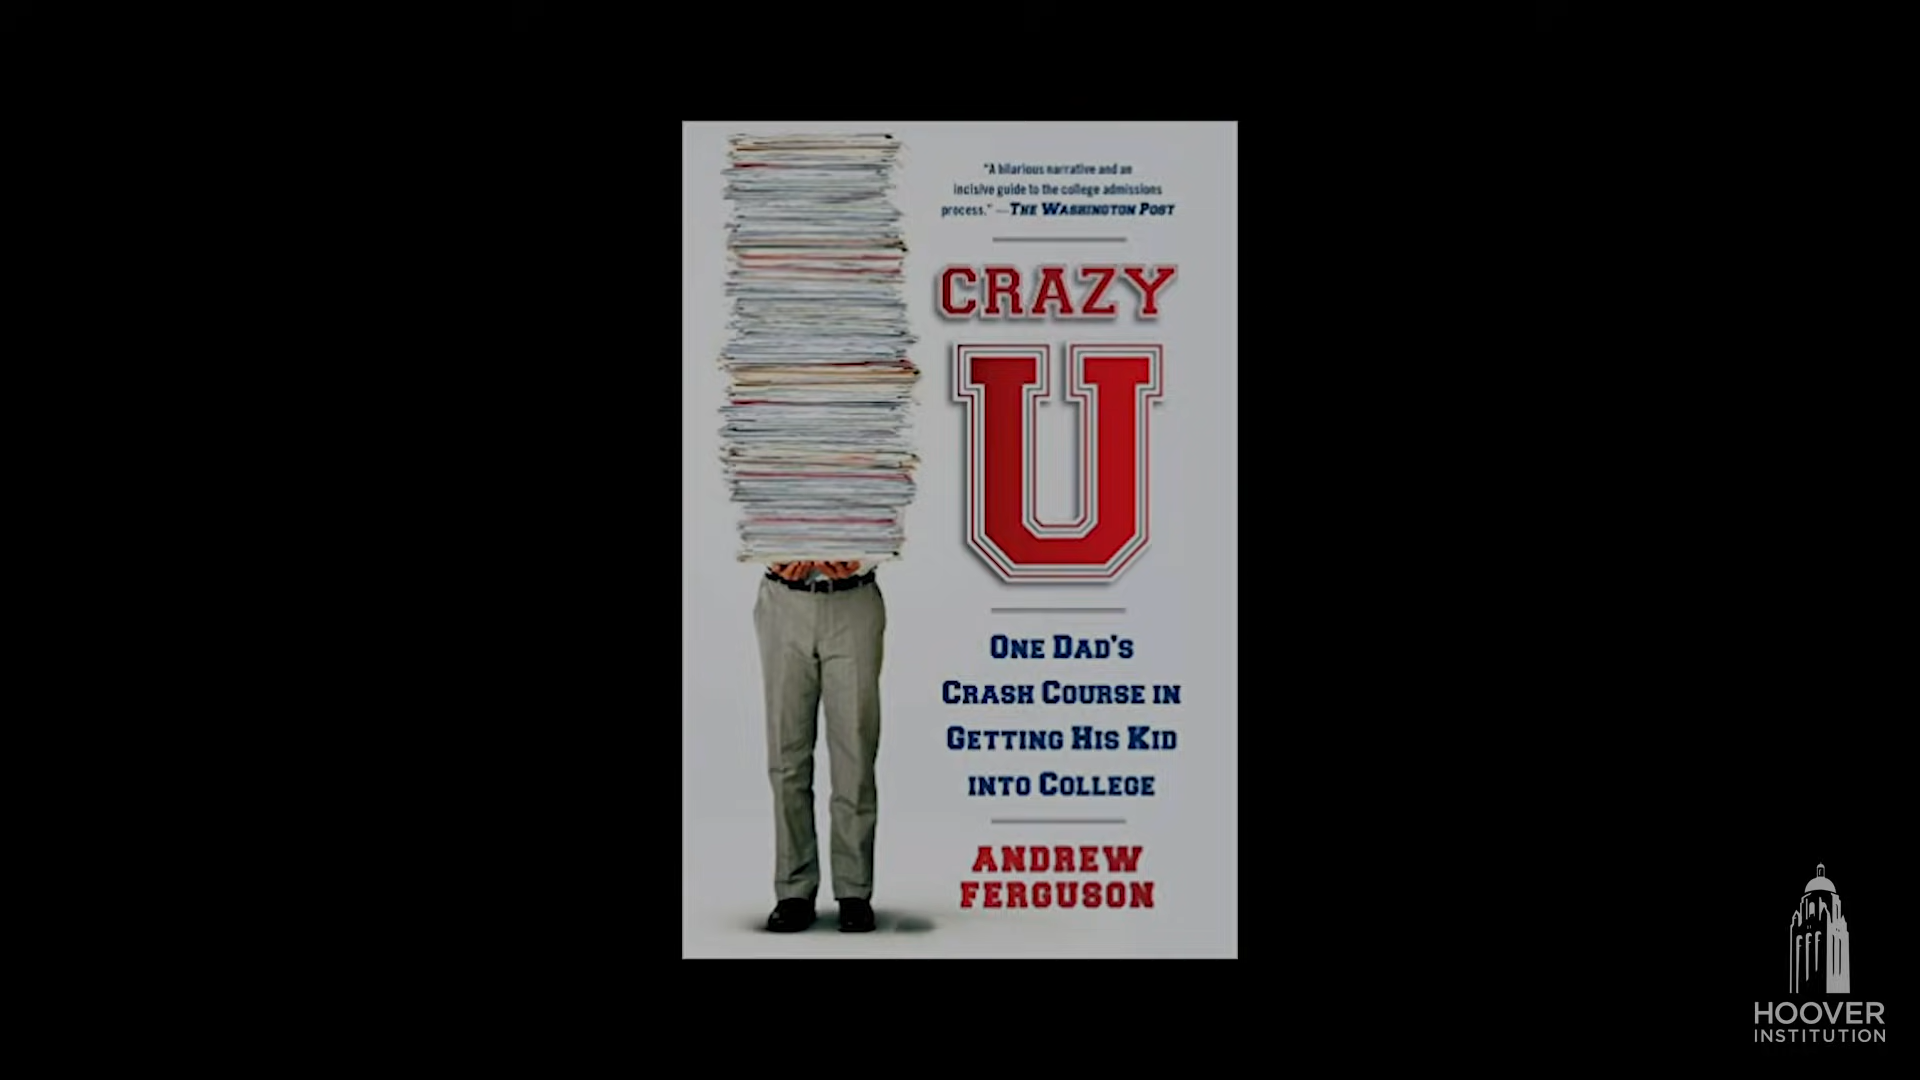 "A hilarious narrative and an
incisive guide to the college admissions
process." —THE WASHINGTON POST
CRAZY
U
ONE DAD'S
CRASH COURSE IN
GETTING HIS KID
INTO COLLEGE
ANDREW
FERGUSON
HOOVER
INSTITUTION